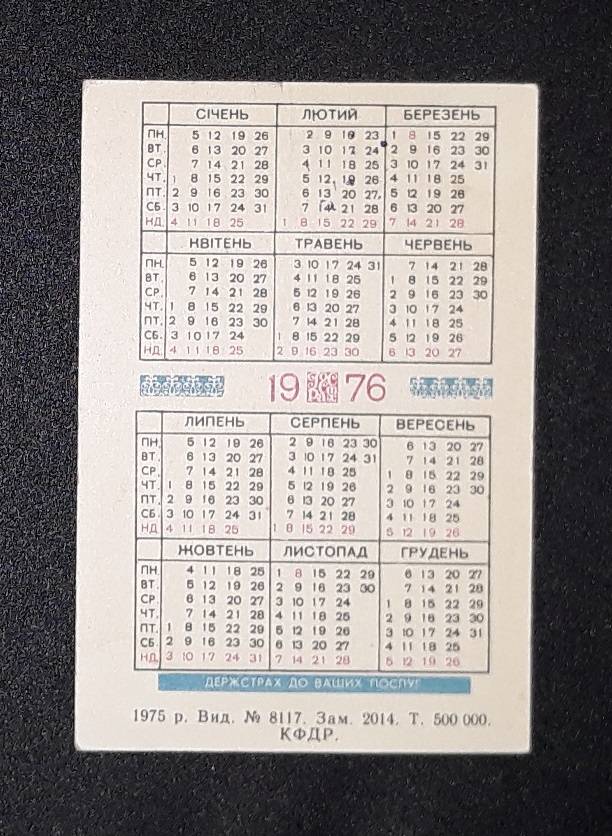 СІЧЕНЬ ЛЮТИЙ БЕРЕЗЕНЬ
ПН. 5 12 19 26 2 9 16 23 1 8 15 22 29
ВТ. 6 13 20 27 3 10 17 24 2 9 16 23 30
СР. 7 14 21 28 4 11 18 25 3 10 17 24 31
ЧТ. 1 8 15 22 29 5 12 19 26 4 11 18 25
ПТ. 2 9 16 23 30 6 13 20 27 5 12 19 26
СБ. 3 10 17 24 31 7 21 28 6 13 20 27
НД. 4 11 18 25 1 8 15 22 29 7 14 21 28
КВІТЕНЬ ТРАВЕНЬ ЧЕРВЕНЬ
ПН. 5 12 19 26 3 10 17 24 31 7 14 21 28
ВТ. 6 13 20 27 4 11 18 25 1 8 15 22 29
СР. 7 14 21 28 5 12 19 26 2 9 16 23 30
ЧТ. 1 8 15 22 29 6 13 20 27 3 10 17 24
ПТ. 2 9 16 23 30 7 14 21 28 4 11 18 25
СБ. 3 10 17 24 1 8 15 22 29 5 12 19 26
НД. 4 11 18 25 2 9 16 23 30 6 13 20 27
19 76
ЛИПЕНЬ СЕРПЕНЬ ВЕРЕСЕНЬ
ПН. 5 12 19 26 2 9 16 23 30 6 13 20 27
ВТ. 6 13 20 27 3 10 17 24 31 7 14 21 28
СР. 7 14 21 28 4 11 18 25 1 8 15 22 29
ЧТ. 1 8 15 22 29 5 12 19 26 2 9 16 23 30
ПТ. 2 9 16 23 30 6 13 20 27 3 10 17 24
СБ. 3 10 17 24 31 7 14 21 28 4 11 18 25
НД. 4 11 18 25 1 8 15 22 29 5 12 19 26
ЖОВТЕНЬ ЛИСТОПАД ГРУДЕНЬ
ПН. 4 11 18 25 1 8 15 22 29 6 13 20 27
ВТ. 5 12 19 26 2 9 16 23 30 7 14 21 28
СР. 6 13 20 27 3 10 17 24 1 8 15 22 29
ЧТ. 7 14 21 28 4 11 18 25 2 9 16 23 30
ПТ. 1 8 15 22 29 5 12 19 26 3 10 17 24 31
СБ. 2 9 16 23 30 6 13 20 27 4 11 18 25
НД. 3 10 17 24 31 7 14 21 28 5 12 19 26
ДЕРЖСТРАХ ДО ВАШИХ ПОСЛУГ
1975 р. Вид. № 8117. Зам. 2014. Т. 500 000.
КФДР.